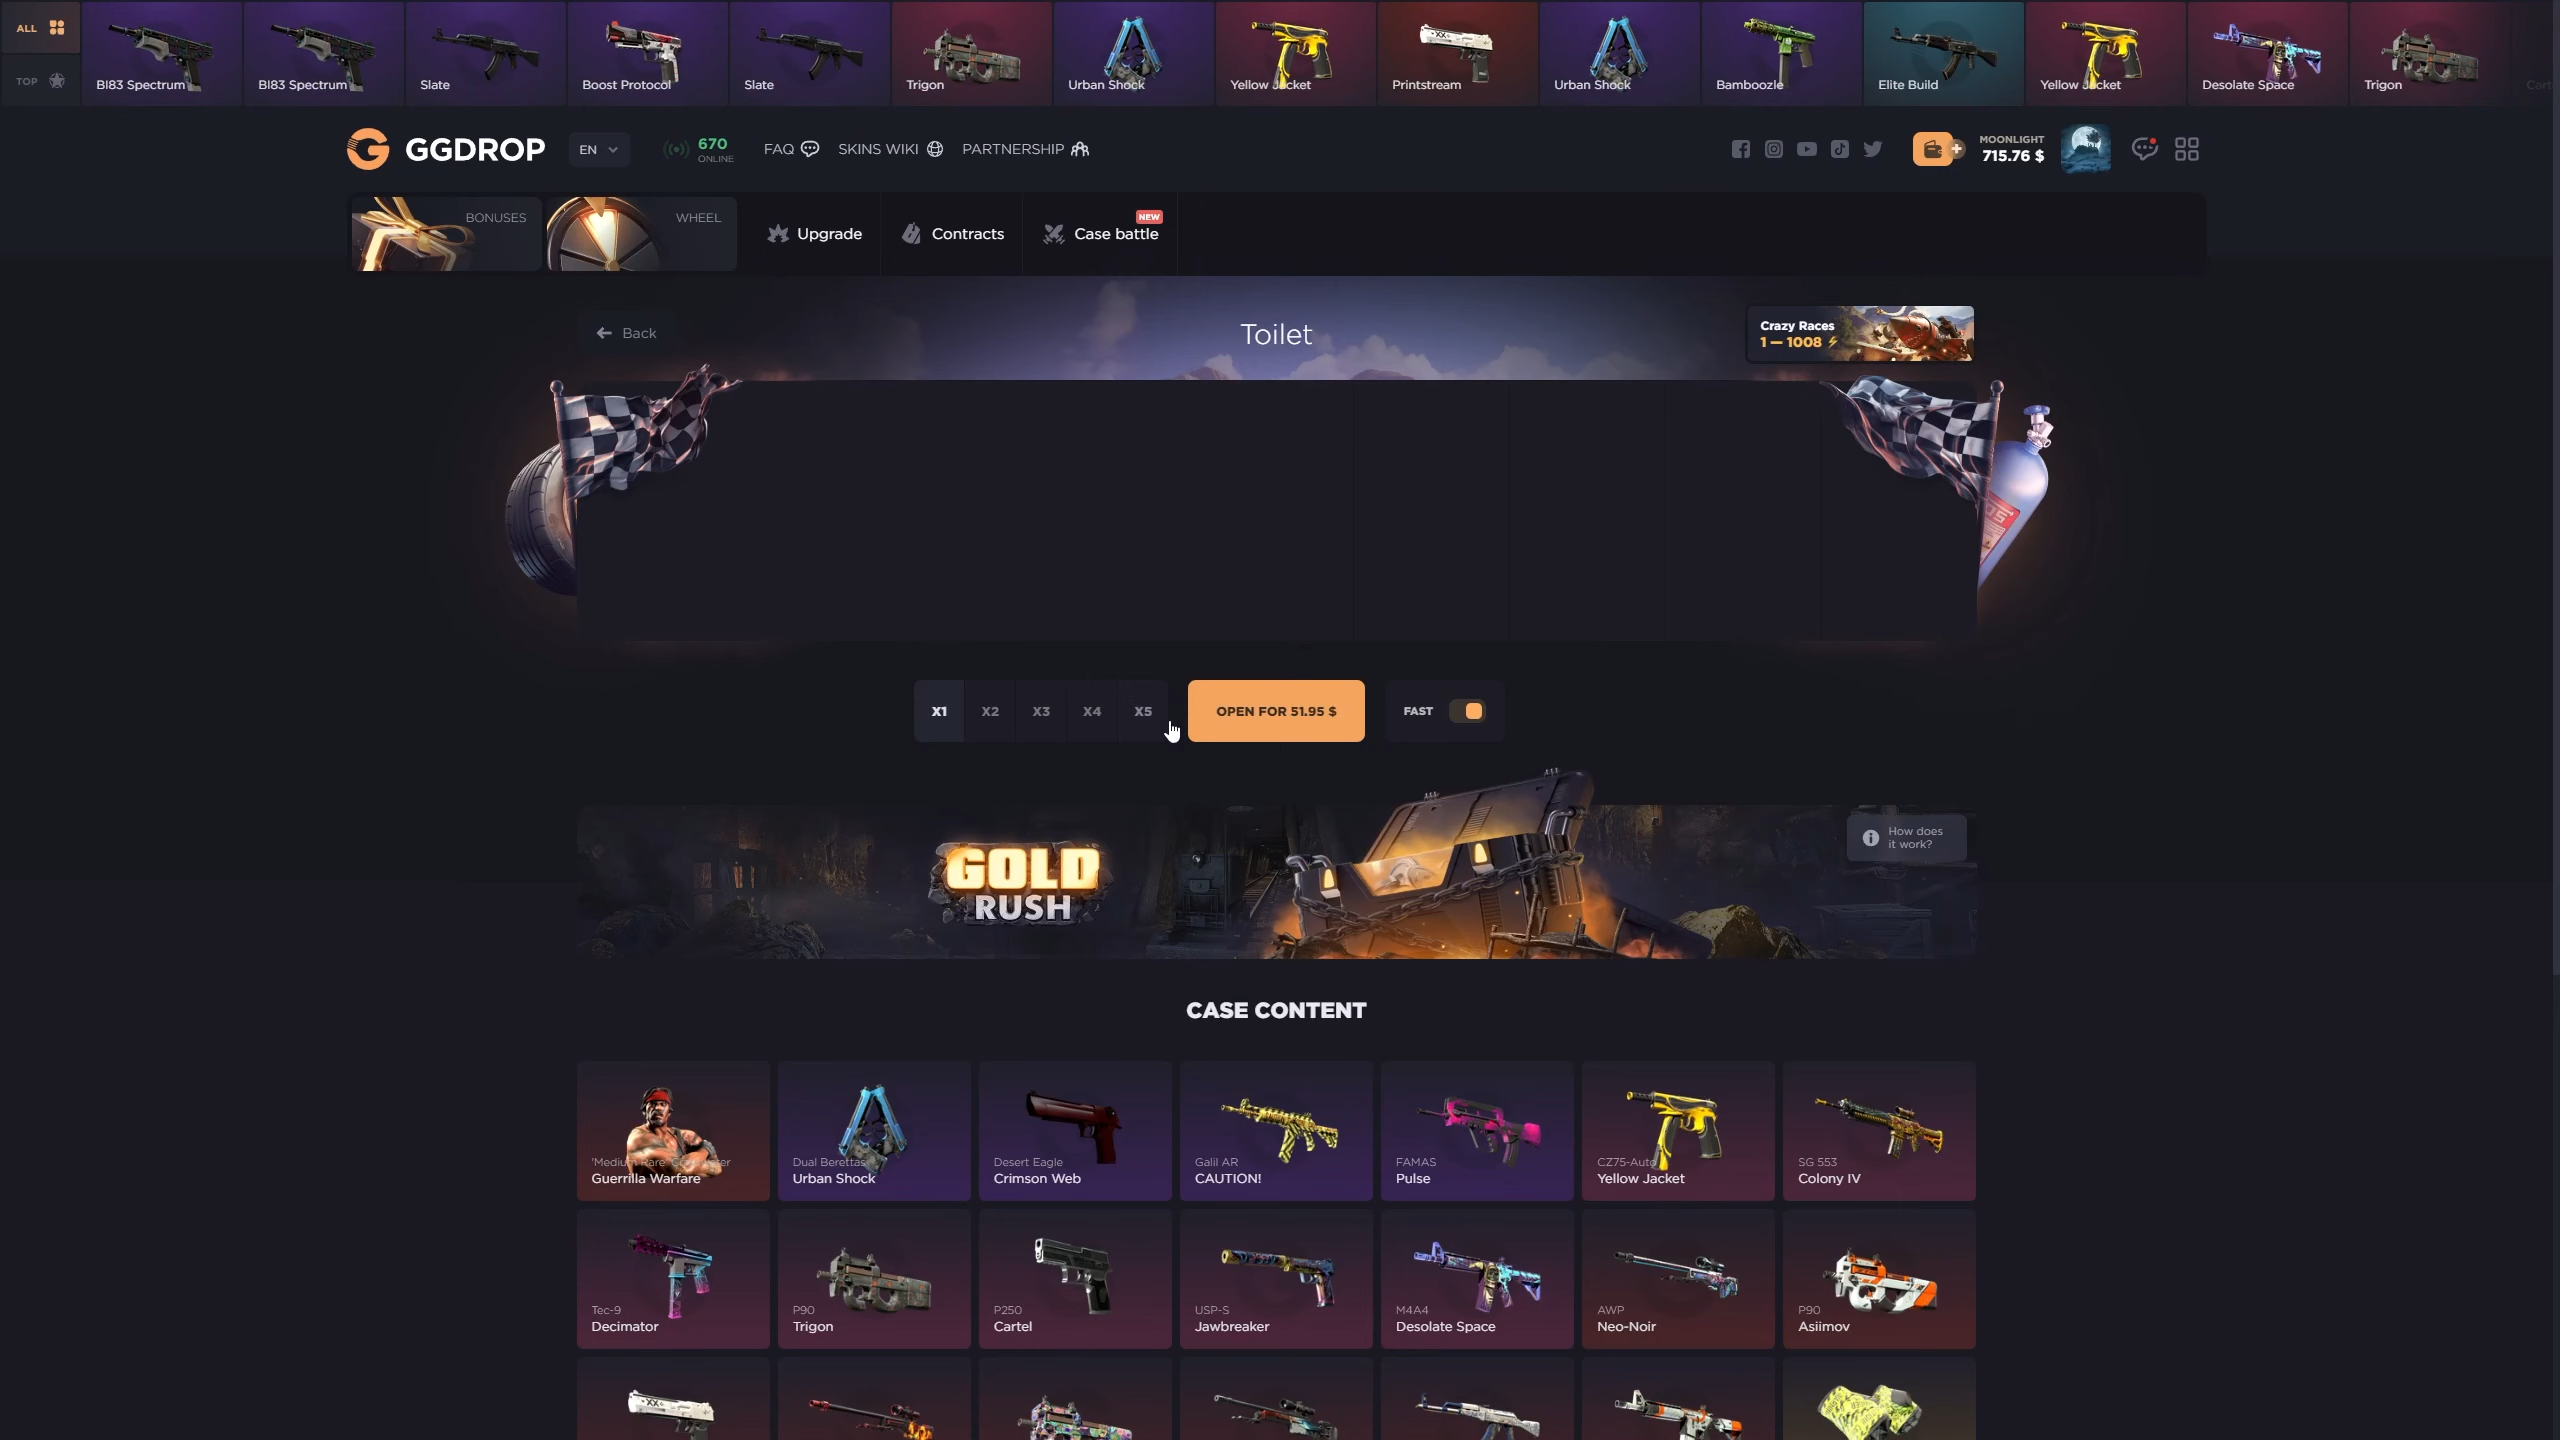 ALL
TOP
BI83 Spectrum
BI83 Spectrum
Slate
Boost Protocol
Slate
Trigon
Urban Shock
Yellow Jacket
Printstream
Urban Shock
Bamboozle
Elite Build
Yellow Jacket
Desolate Space
Trigon
GGDROP
EN
670
ONLINE
FAQ
SKINS WIKI
PARTNERSHIP
MOONLIGHT
715.76 $
BONUSES
WHEEL
Upgrade
Contracts
NEW
Case battle
Back
Toilet
Crazy Races
1 — 1008
X1
X2
X3
X4
X5
OPEN FOR 51.95 $
FAST
GOLD
RUSH
How does
it work?
CASE CONTENT
Guerrilla Warfare
Dual Berettas
Urban Shock
Desert Eagle
Crimson Web
Galil AR
CAUTION!
FAMAS
Pulse
CZ75-Auto
Yellow Jacket
SG 553
Colony IV
Tec-9
Decimator
P90
Trigon
P250
Cartel
USP-S
Jawbreaker
M4A4
Desolate Space
AWP
Neo-Noir
P90
Asiimov